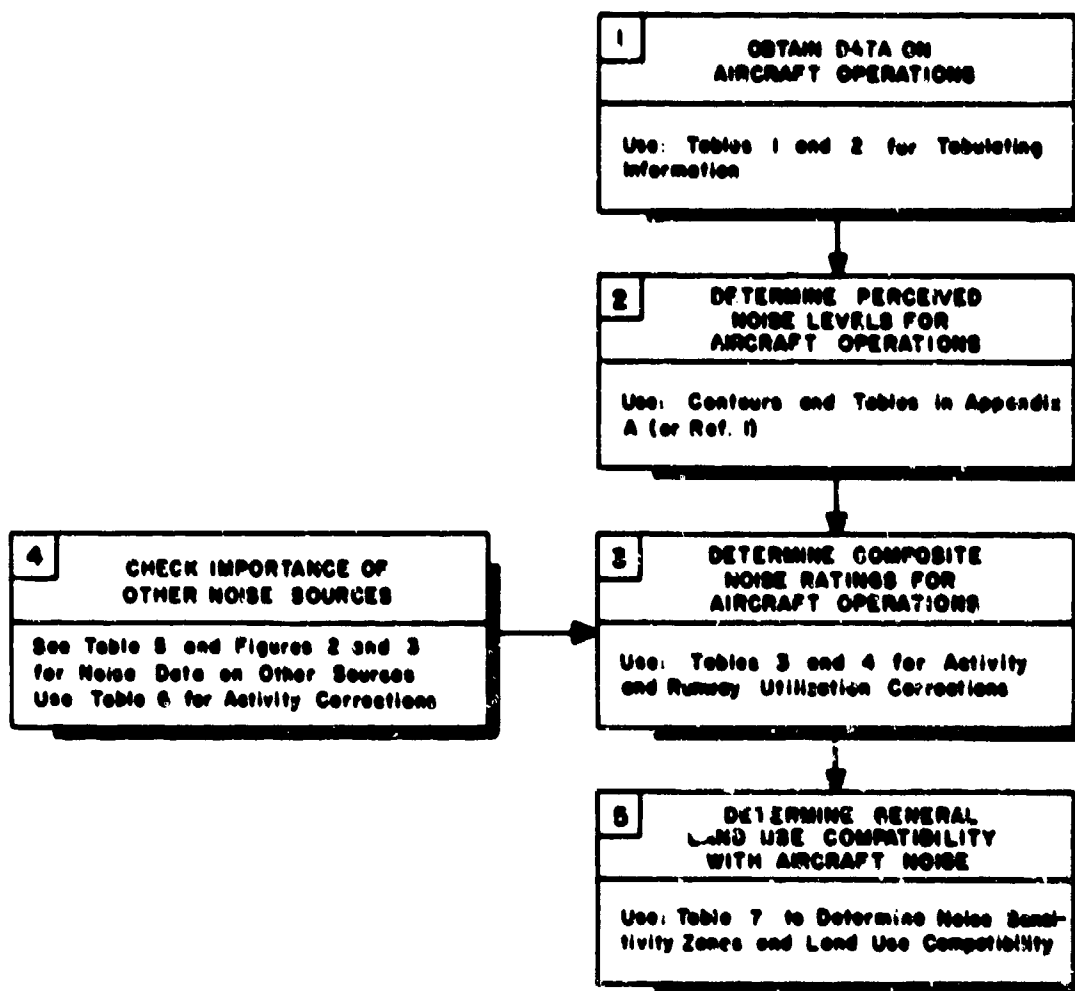 1
OBTAIN DATA ON
AIRCRAFT OPERATIONS
Use: Tables 1 and 2 for Tabulating
Information
2
DETERMINE PERCEIVED
NOISE LEVELS FOR
AIRCRAFT OPERATIONS
Use: Contours and Tables in Appendix
A (or Ref. 1)
4
CHECK IMPORTANCE OF
OTHER NOISE SOURCES
See Table 5 and Figures 2 and 3
for Noise Data on Other Sources
Use Table 6 for Activity Corrections
3
DETERMINE COMPOSITE
NOISE RATINGS FOR
AIRCRAFT OPERATIONS
Use: Tables 3 and 4 for Activity
and Runway Utilization Corrections
5
DETERMINE GENERAL
LAND USE COMPATIBILITY
WITH AIRCRAFT NOISE
Use: Table 7 to Determine Noise Sensi-
tivity Zones and Land Use Compatibility